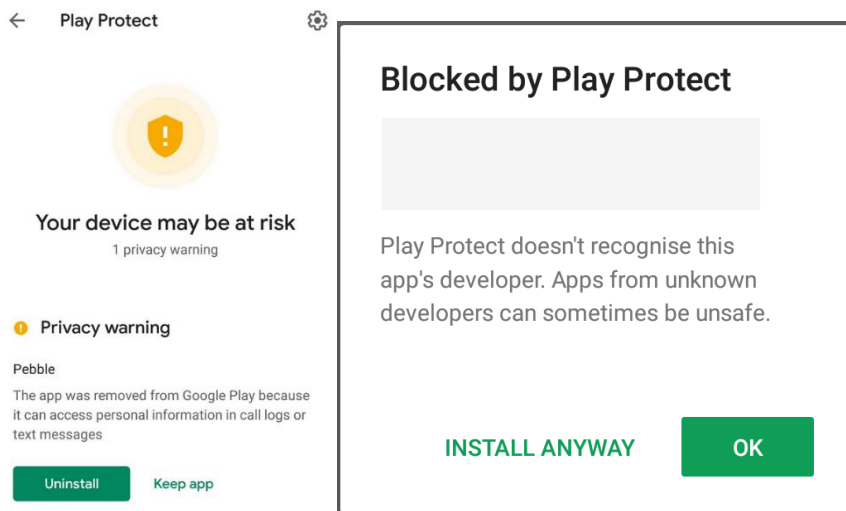 Play Protect
Your device may be at risk
1 privacy warning
Privacy warning
Pebble
The app was removed from Google Play because
it can access personal information in call logs or
text messages
Uninstall
Keep app
Blocked by Play Protect
Play Protect doesn't recognise this
app's developer. Apps from unknown
developers can sometimes be unsafe.
INSTALL ANYWAY
OK